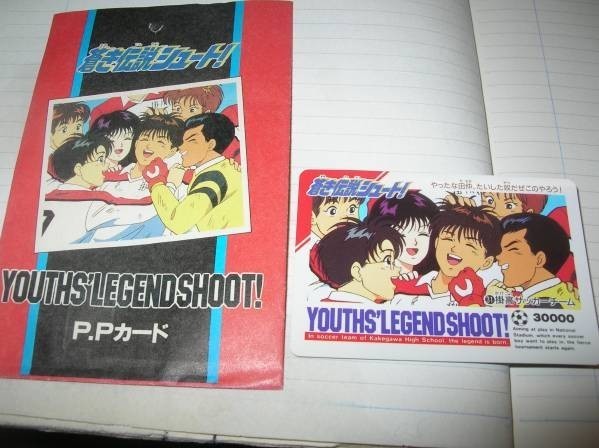 蒼き伝説シュート!
YOUTHS'LEGENDSHOOT!
P.Pカード
蒼き伝説シュート!
やったな田仲、たいした奴だぜこのやろう!
31 掛高サッカーチーム
YOUTHS'LEGENDSHOOT!
30000
In soccer team of Kakegawa High School, the legend is born.
Aiming at play in National
Stadium, which every soccer
boy want to play in, the fierce
tournament starts again.